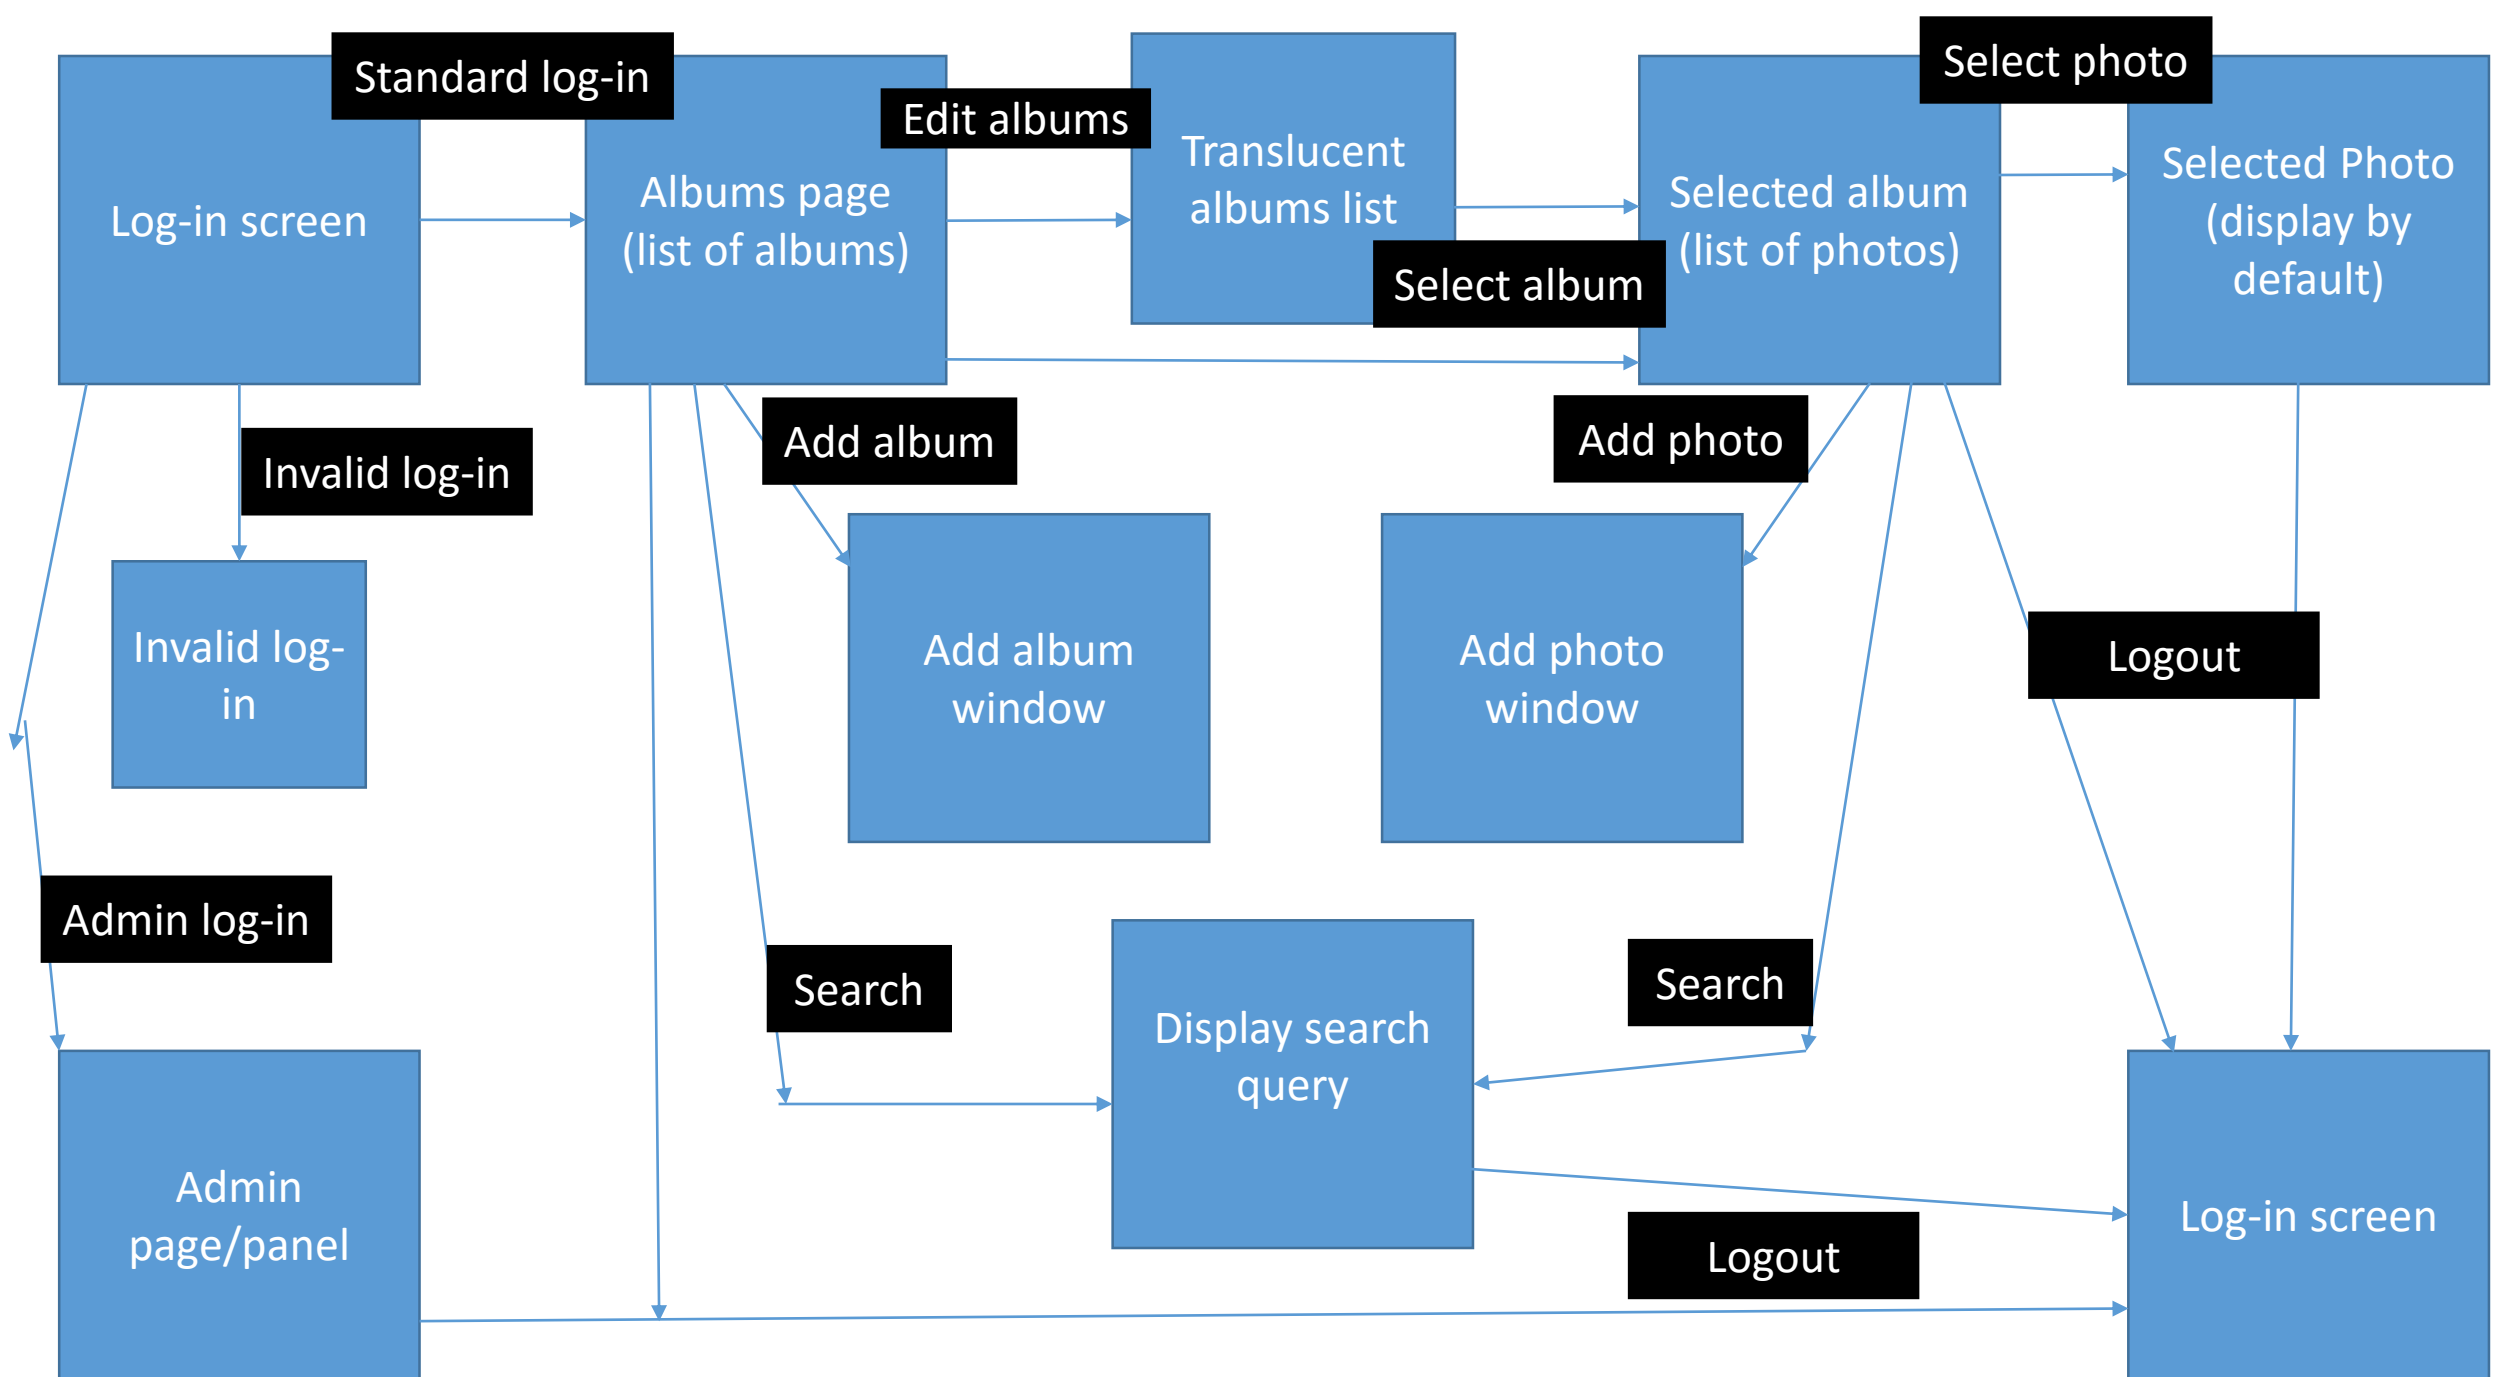 Standard log-in
Select photo
Edit albums
Log-in screen
Albums page
(list of albums)
Translucent
albums list
Select album
Selected album
(list of photos)
Selected Photo
(display by
default)
Invalid log-in
Add album
Add photo
Invalid log-
in
Add album
window
Add photo
window
Logout
Admin log-in
Search
Search
Display search
query
Admin
page/panel
Logout
Log-in screen